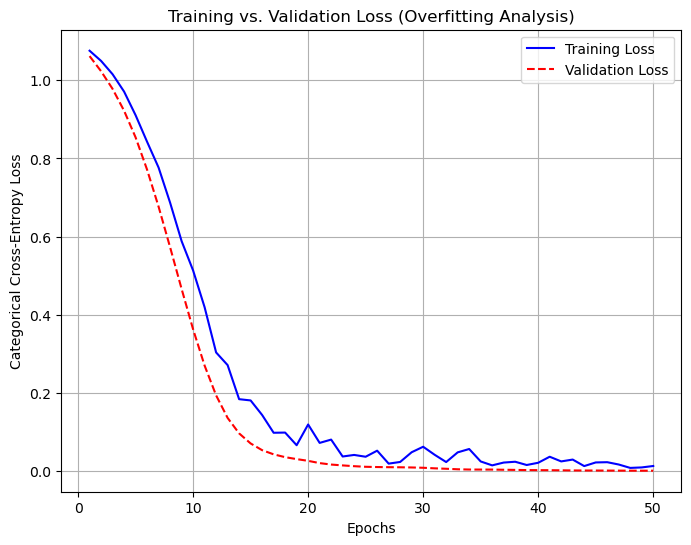 Training vs. Validation Loss (Overfitting Analysis)
Training Loss
Validation Loss
Categorical Cross-Entropy Loss
1.0
0.8
0.6
0.4
0.2
0.0
0 10 20 30 40 50
Epochs